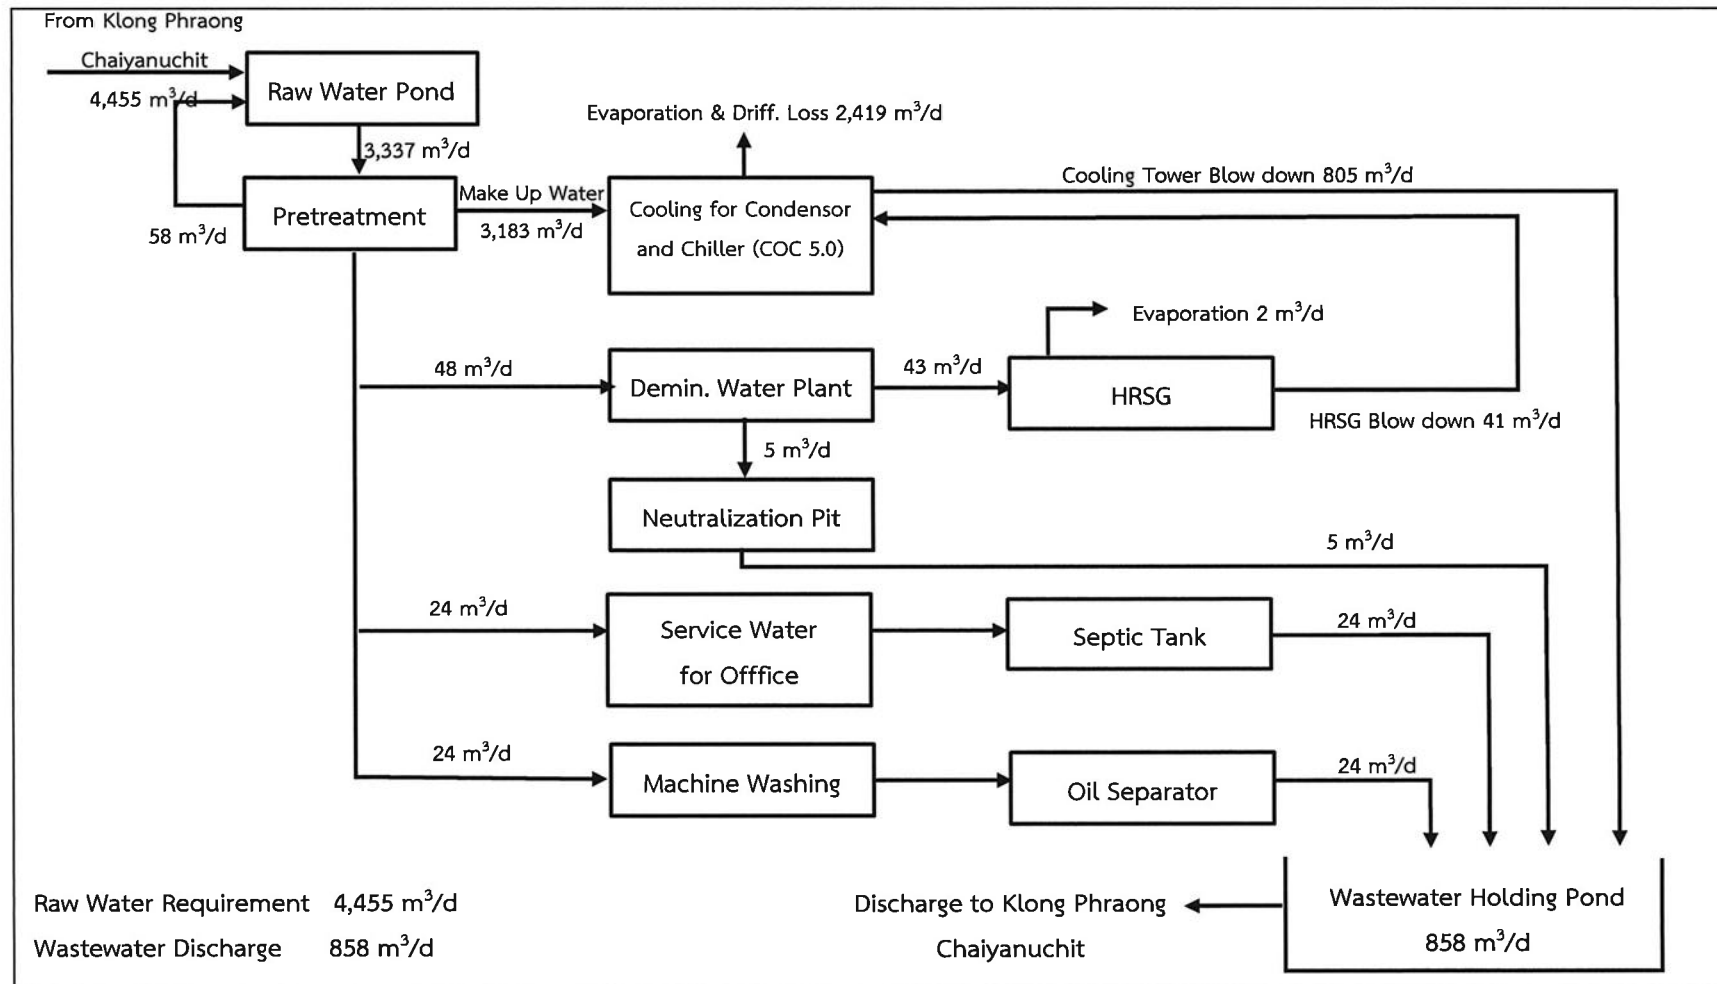 From Klong Phraong
Chaiyanuchit
4,455 m³/d
Raw Water Pond
3,337 m³/d
Evaporation & Driff. Loss 2,419 m³/d
Pretreatment
58 m³/d
Make Up Water
3,183 m³/d
Cooling for Condensor
and Chiller (COC 5.0)
Cooling Tower Blow down 805 m³/d
Evaporation 2 m³/d
48 m³/d
Demin. Water Plant
43 m³/d
HRSG
HRSG Blow down 41 m³/d
5 m³/d
Neutralization Pit
5 m³/d
24 m³/d
Service Water
for Offfice
Septic Tank
24 m³/d
24 m³/d
Machine Washing
Oil Separator
24 m³/d
Raw Water Requirement 4,455 m³/d
Wastewater Discharge 858 m³/d
Discharge to Klong Phraong
Chaiyanuchit
Wastewater Holding Pond
858 m³/d